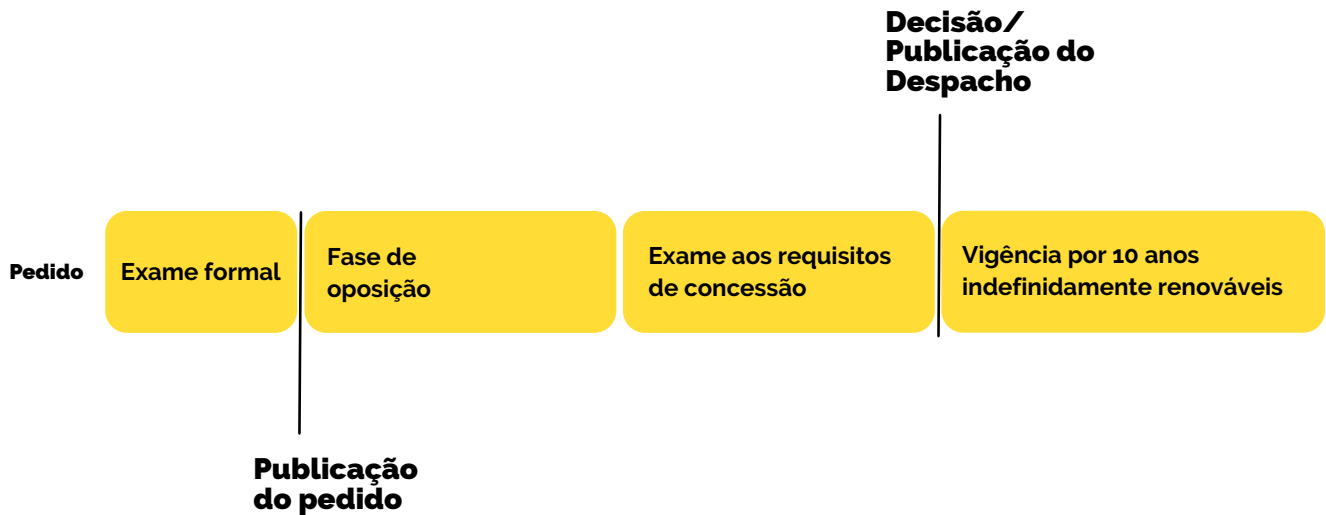 Decisão/
Publicação do
Despacho
Pedido
Exame formal
Fase de
oposição
Exame aos requisitos
de concessão
Vigência por 10 anos
indefinidamente renováveis
Publicação
do pedido